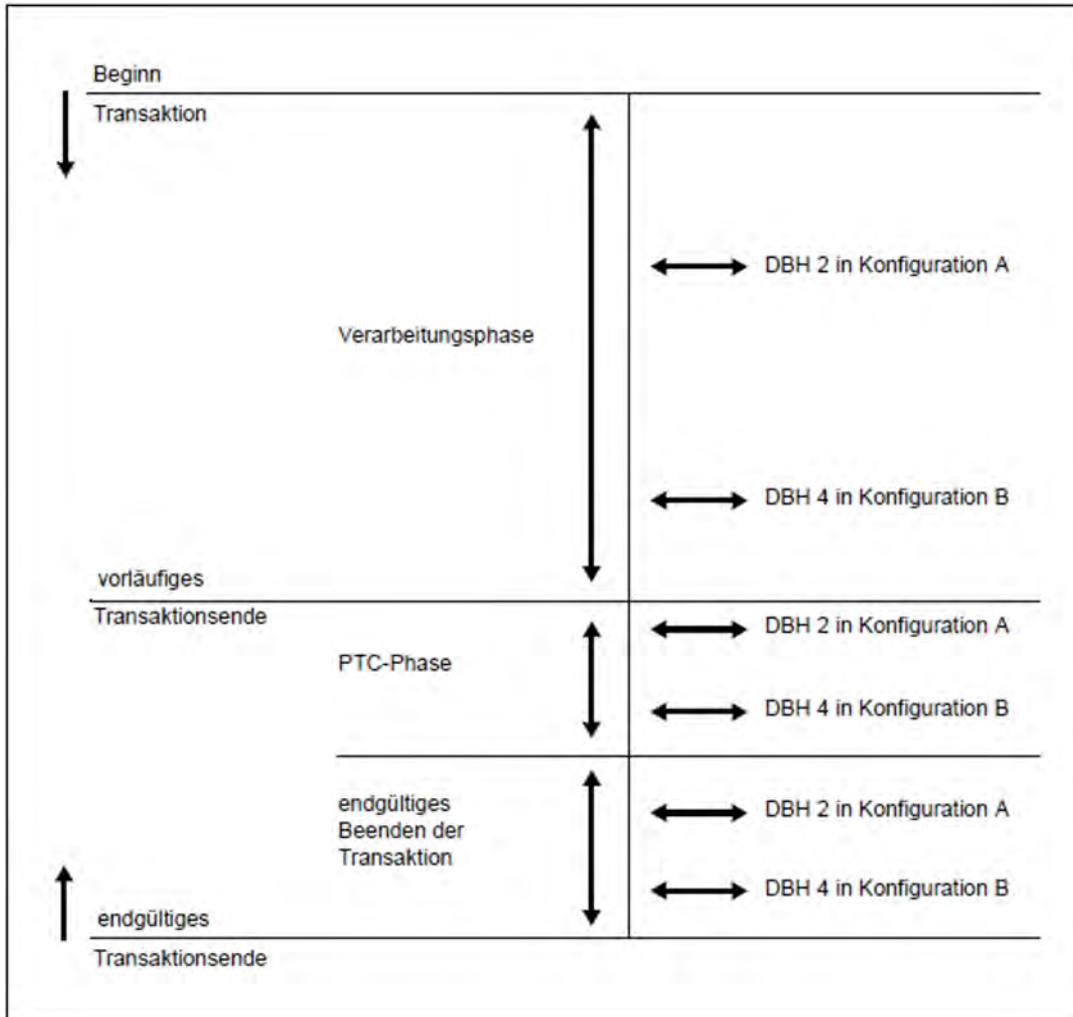 Beginn
Transaktion
DBH 2 in Konfiguration A
Verarbeitungsphase
DBH 4 in Konfiguration B
vorläufiges
Transaktionsende
DBH 2 in Konfiguration A
PTC-Phase
DBH 4 in Konfiguration B
endgültiges
Beenden der
Transaktion
DBH 2 in Konfiguration A
DBH 4 in Konfiguration B
endgültiges
Transaktionsende